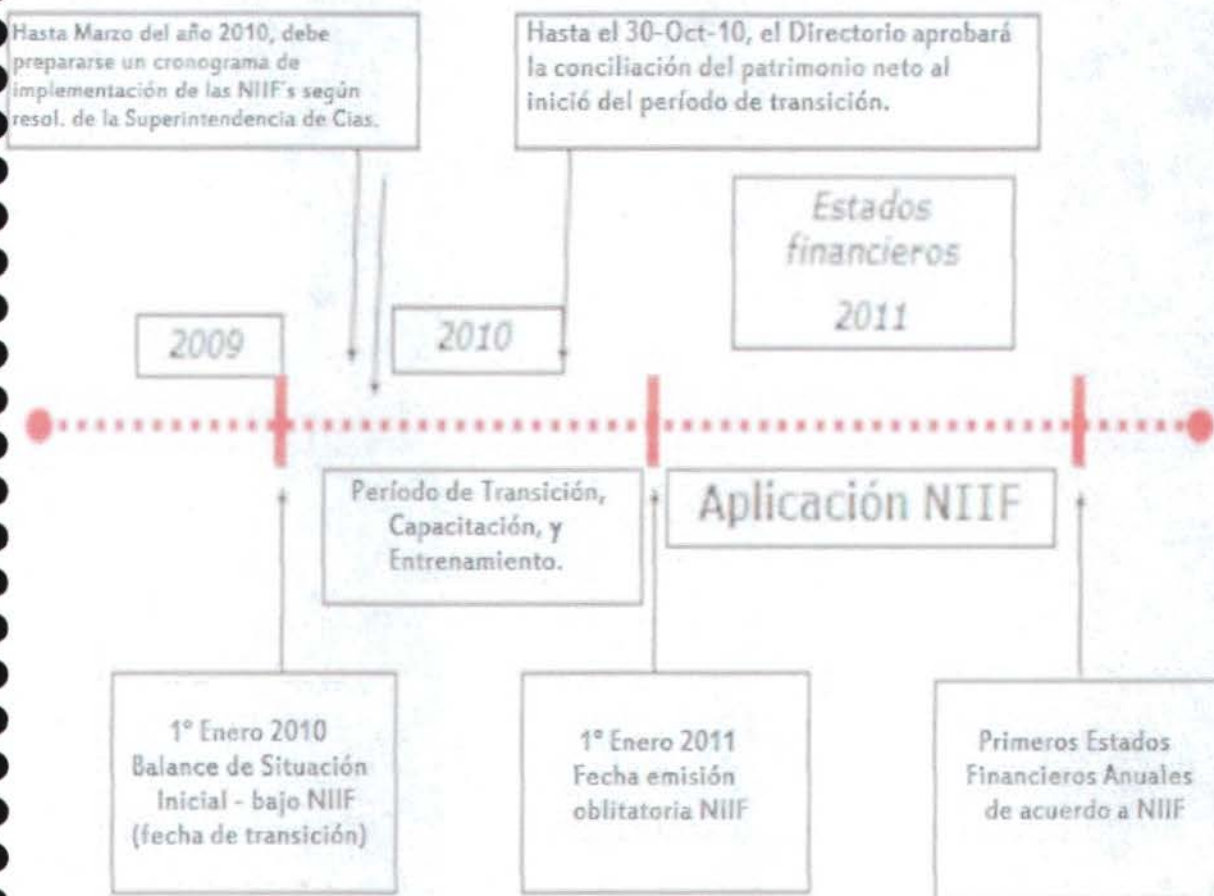 Hasta Marzo del año 2010, debe
prepararse un cronograma de
implementación de las NIIF's según
resol. de la Superintendencia de Cias.
Hasta el 30-Oct-10, el Directorio aprobará
la conciliación del patrimonio neto al
inició del período de transición.
Estados
financieros
2011
2009
2010
Período de Transición,
Capacitación, y
Entrenamiento.
Aplicación NIIF
1º Enero 2010
Balance de Situación
Inicial - bajo NIIF
(fecha de transición)
1º Enero 2011
Fecha emisión
oblitatoria NIIF
Primeros Estados
Financieros Anuales
de acuerdo a NIIF